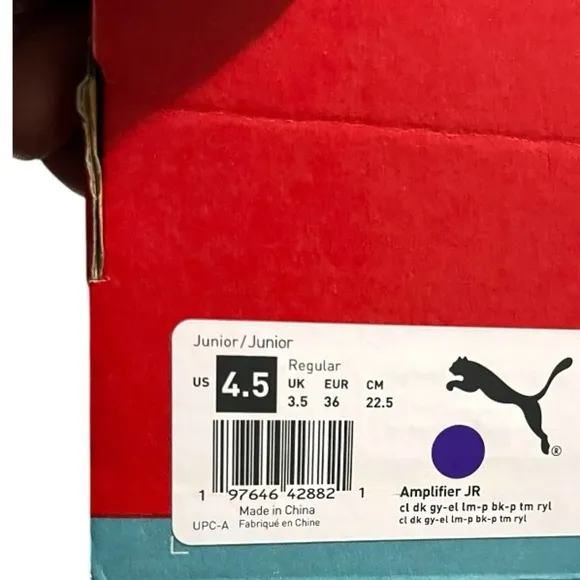 Junior/Junior
Regular
US 4.5 UK EUR CM
3.5 36 22.5
1 97646 42882 1
Made in China
UPC-A Fabriqué en Chine
®
Amplifier JR
cl dk gy-el lm-p bk-p tm ryl
cl dk gy-el lm-p bk-p tm ryl